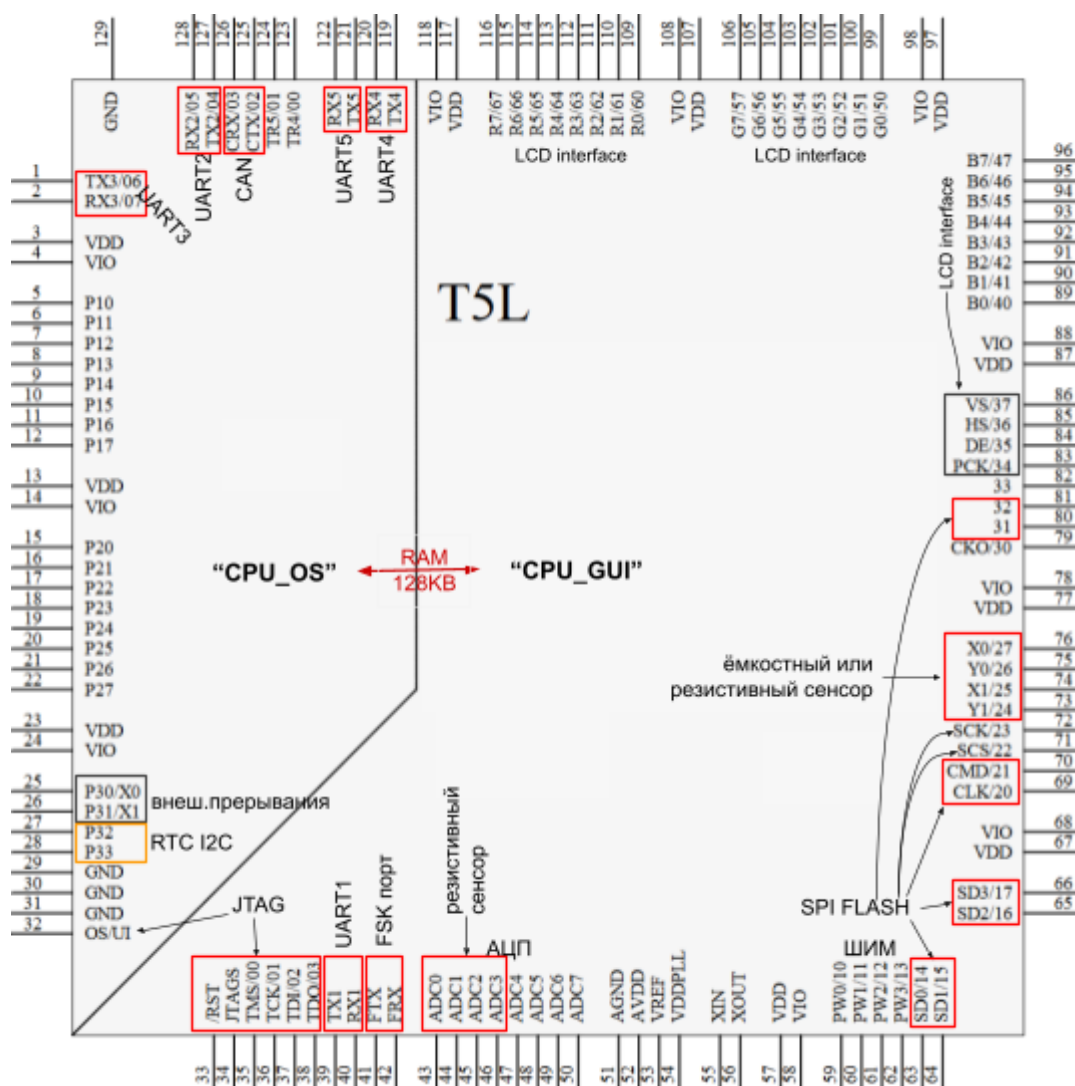 129
128
127
126
125
124
123
122
121
120
119
118
117
116
115
114
113
112
111
110
109
108
107
106
105
104
103
102
101
100
99
98
97
GND
RX2/05
TX2/04
CRX/03
CTX/02
TR5/01
TR4/00
RX5
TX5
RX4
TX4
VIO
VDD
R7/67
R6/66
R5/65
R4/64
R3/63
R2/62
R1/61
R0/60
VIO
VDD
G7/57
G6/56
G5/55
G4/54
G3/53
G2/52
G1/51
G0/50
VIO
VDD
UART2
CAN
UART5
UART4
LCD interface
LCD interface
1 TX3/06
2 RX3/07
UART3
3 VDD
4 VIO
5 P10
6 P11
7 P12
8 P13
9 P14
10 P15
11 P16
12 P17
13 VDD
14 VIO
15 P20
16 P21
17 P22
18 P23
19 P24
20 P25
21 P26
22 P27
23 VDD
24 VIO
25 P30/X0
26 P31/X1
внеш.прерывания
27 P32
28 P33
RTC I2C
29 GND
30 GND
31 GND
32 OS/UI
JTAG
T5L
"CPU_OS"
RAM
128KB
"CPU_GUI"
B7/47 96
B6/46 95
B5/45 94
B4/44 93
B3/43 92
B2/42 91
B1/41 90
B0/40 89
LCD interface
VIO 88
VDD 87
VS/37 86
HS/36 85
DE/35 84
PCK/34 83
33 82
32 81
31 80
CKO/30 79
VIO 78
VDD 77
ёмкостный или
резистивный сенсор
X0/27 76
Y0/26 75
X1/25 74
Y1/24 73
SCK/23 72
SCS/22 71
CMD/21 70
CLK/20 69
VIO 68
VDD 67
SD3/17 66
SD2/16 65
SPI FLASH
UART1
FSK порт
резистивный
сенсор
АЦП
ШИМ
/RST
JTAGS
TMS/00
TCK/01
TDI/02
TDO/03
TX1
RX1
FTX
FRX
ADC0
ADC1
ADC2
ADC3
ADC4
ADC5
ADC6
ADC7
AGND
AVDD
VREF
VDDPLL
XIN
XOUT
VDD
VIO
PW0/10
PW1/11
PW2/12
PW3/13
SD0/14
SD1/15
33
34
35
36
37
38
39
40
41
42
43
44
45
46
47
48
49
50
51
52
53
54
55
56
57
58
59
60
61
62
63
64